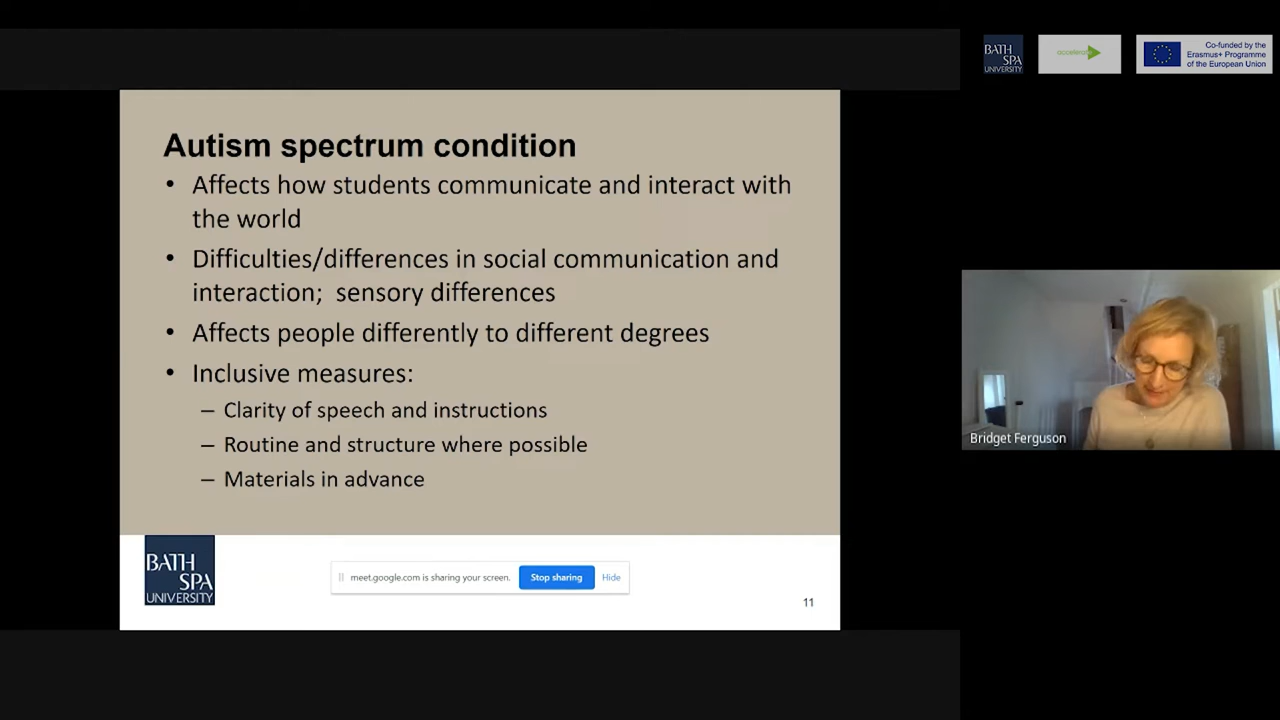 BATH
SPA
UNIVERSITY
accelerate
Co-funded by the
Erasmus+ Programme
of the European Union
Autism spectrum condition
• Affects how students communicate and interact with
the world
• Difficulties/differences in social communication and
interaction; sensory differences
• Affects people differently to different degrees
• Inclusive measures:
– Clarity of speech and instructions
– Routine and structure where possible
– Materials in advance
Bridget Ferguson
BATH
SPA
UNIVERSITY
meet.google.com is sharing your screen. Stop sharing Hide
11